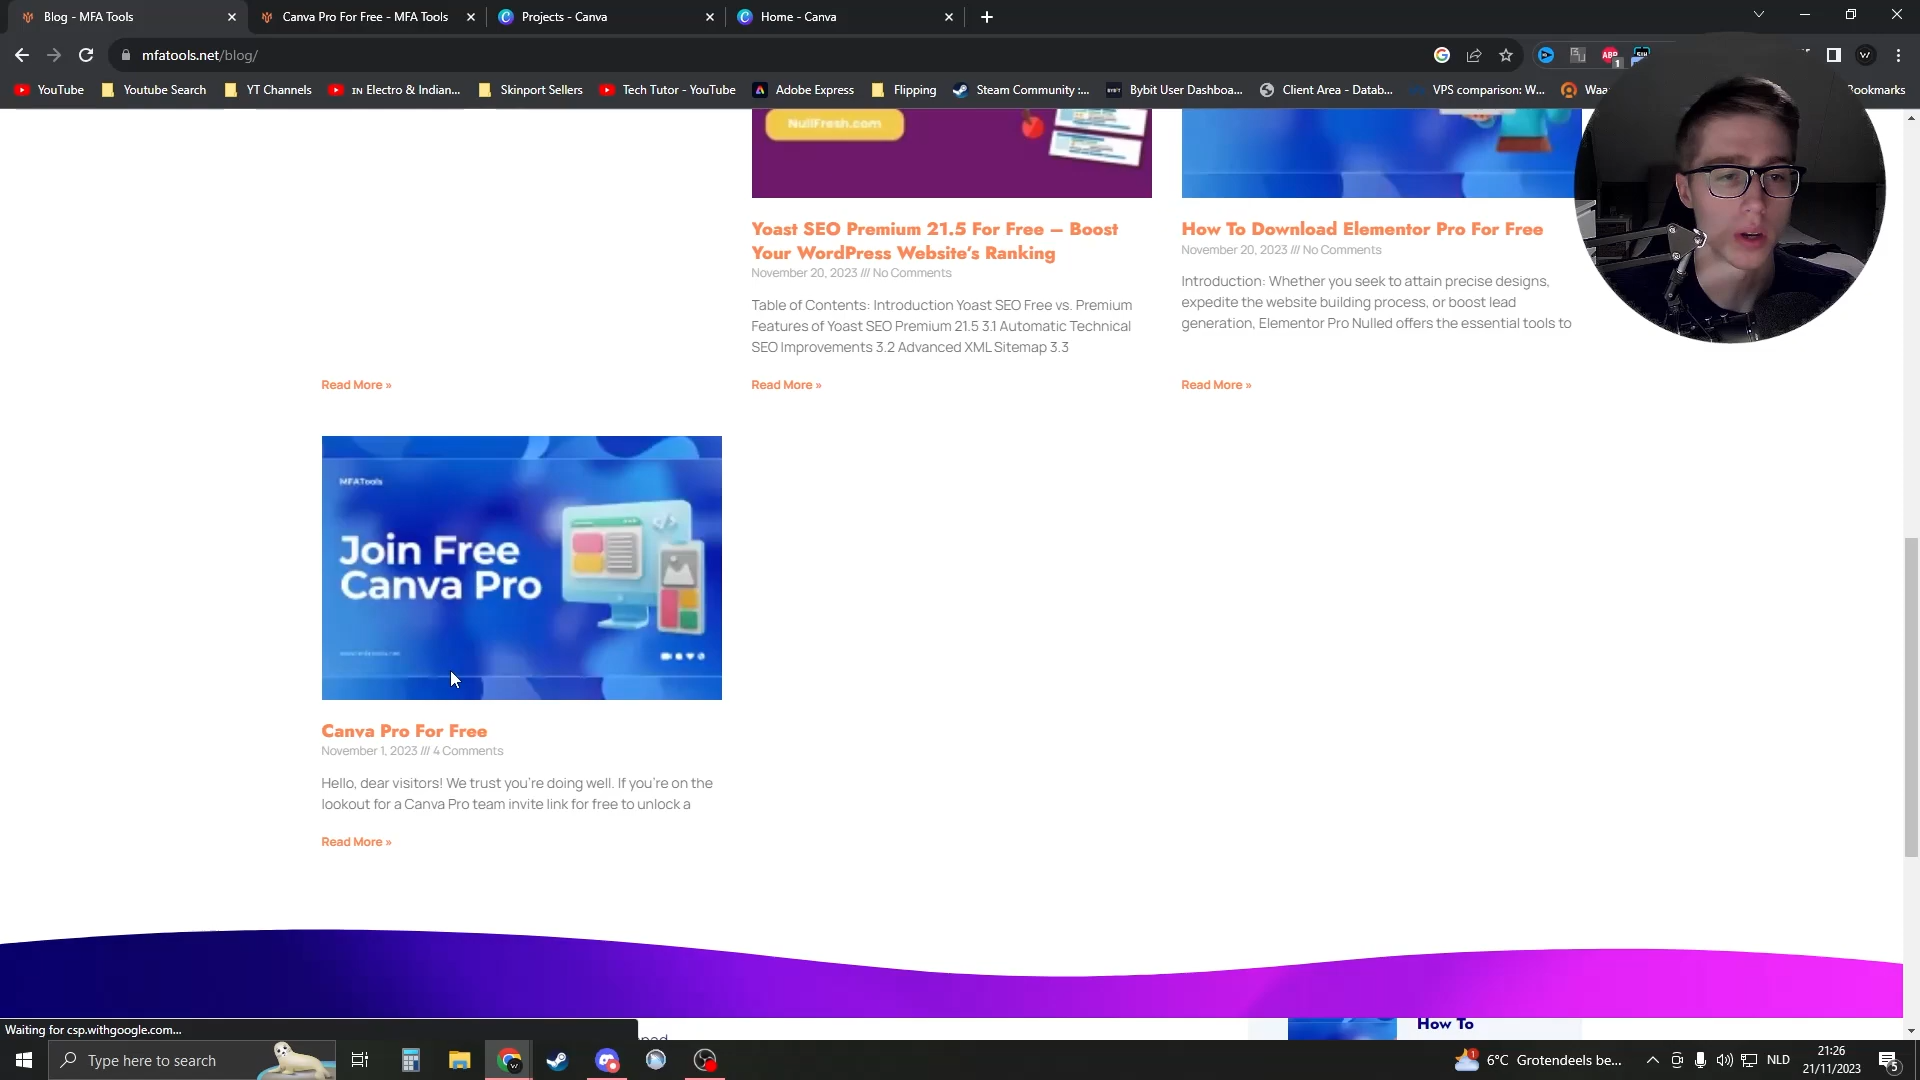 Blog - MFA Tools
Canva Pro For Free - MFA Tools
Projects - Canva
Home - Canva
mfatools.net/blog/
ABP
1
W
YouTube
Youtube Search
YT Channels
IN Electro & Indian...
Skinport Sellers
Tech Tutor - YouTube
Adobe Express
Flipping
Steam Community :...
Bybit User Dashboa...
Client Area - Datab...
VPS comparison: W...
Waa
Bookmarks
NullFresh.com
Yoast SEO Premium 21.5 For Free – Boost
Your WordPress Website's Ranking
November 20, 2023 /// No Comments
Table of Contents: Introduction Yoast SEO Free vs. Premium
Features of Yoast SEO Premium 21.5 3.1 Automatic Technical
SEO Improvements 3.2 Advanced XML Sitemap 3.3
Read More »
How To Download Elementor Pro For Free
November 20, 2023 /// No Comments
Introduction: Whether you seek to attain precise designs,
expedite the website building process, or boost lead
generation, Elementor Pro Nulled offers the essential tools to
Read More »
Read More »
MFATools
Join Free
Canva Pro
Canva Pro For Free
November 1, 2023 /// 4 Comments
Hello, dear visitors! We trust you're doing well. If you're on the
lookout for a Canva Pro team invite link for free to unlock a
Read More »
How To
Waiting for csp.withgoogle.com...
Type here to search
1
6°C Grotendeels be...
NLD
21:26
21/11/2023
5